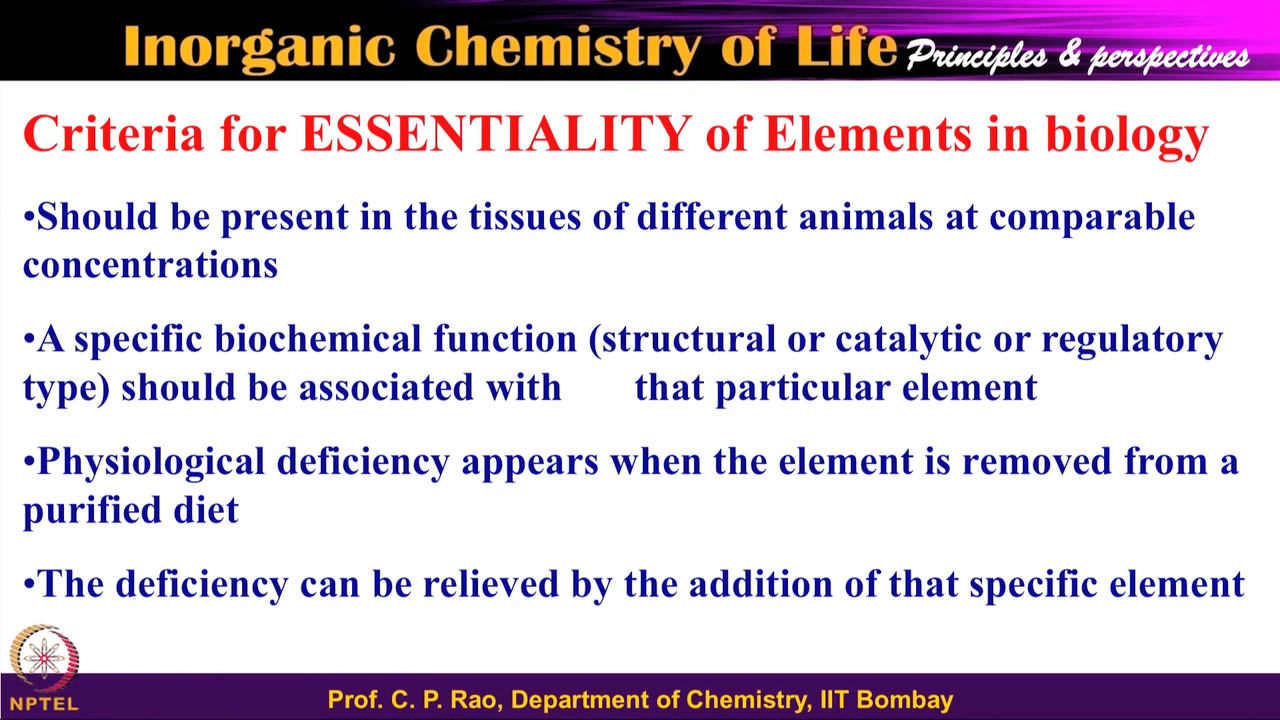 Inorganic Chemistry of Life Principles & perspectives
Criteria for ESSENTIALITY of Elements in biology
•Should be present in the tissues of different animals at comparable
concentrations
•A specific biochemical function (structural or catalytic or regulatory
type) should be associated with that particular element
•Physiological deficiency appears when the element is removed from a
purified diet
•The deficiency can be relieved by the addition of that specific element
NPTEL
Prof. C. P. Rao, Department of Chemistry, IIT Bombay